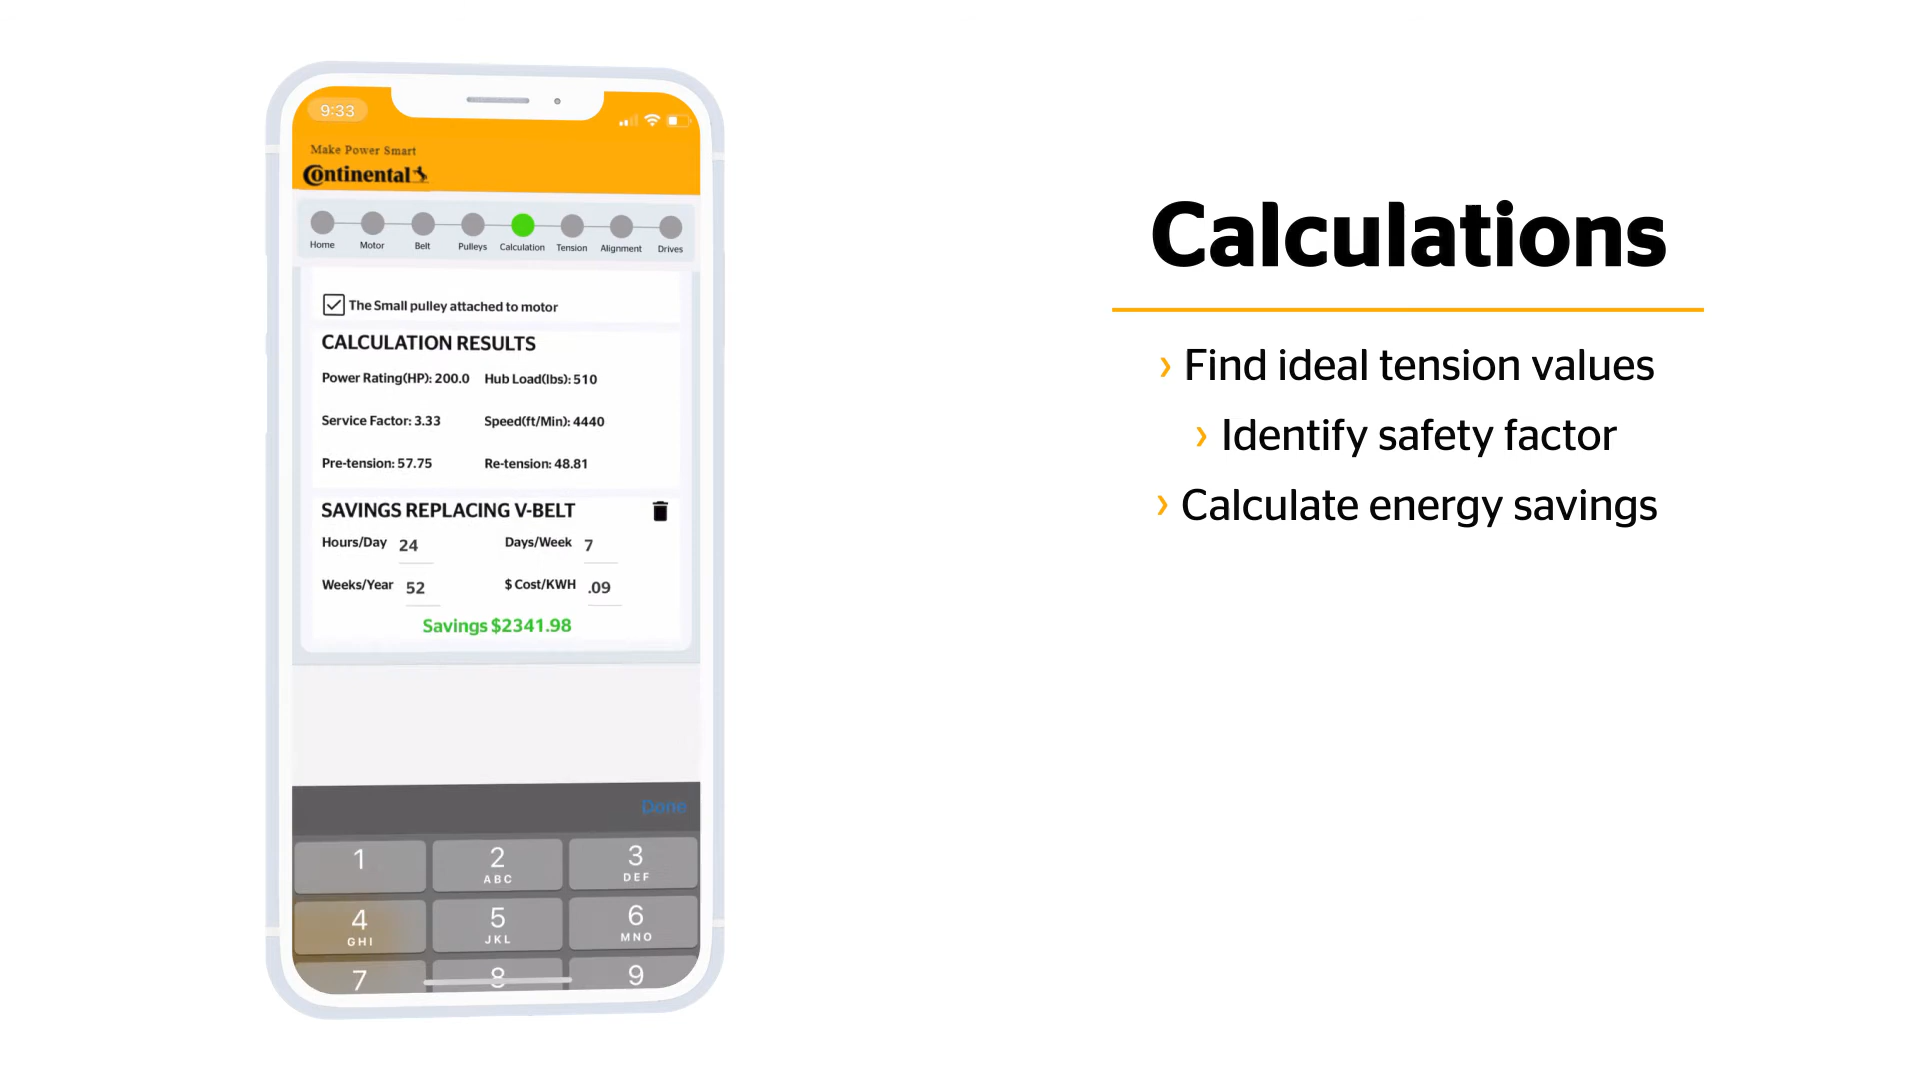 9:33
Make Power Smart
Continental
Home Motor Belt Pulleys Calculation Tension Alignment Drives
The Small pulley attached to motor
CALCULATION RESULTS
Power Rating(HP): 200.0 Hub Load(lbs): 510
Service Factor: 3.33 Speed(ft/Min): 4440
Pre-tension: 57.75 Re-tension: 48.81
SAVINGS REPLACING V-BELT
Hours/Day 24 Days/Week 7
Weeks/Year 52 $ Cost/KWH .09
Savings $2341.98
Done
1 2 3
ABC DEF
4 5 6
GHI JKL MNO
7 8 9
Calculations
› Find ideal tension values
› Identify safety factor
› Calculate energy savings